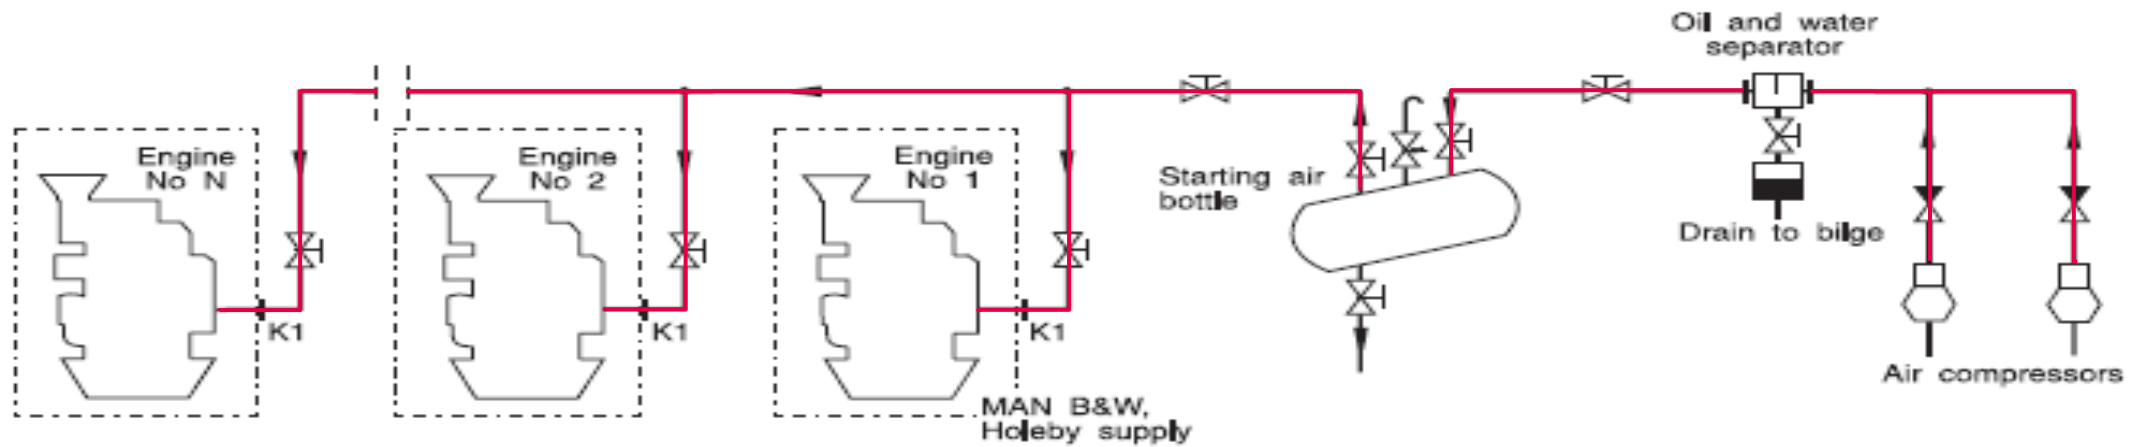 Oil and water
separator
Engine
No N
Engine
No 2
Engine
No 1
Starting air
bottle
Drain to bilge
K1
K1
K1
Air compressors
MAN B&W,
Holeby supply